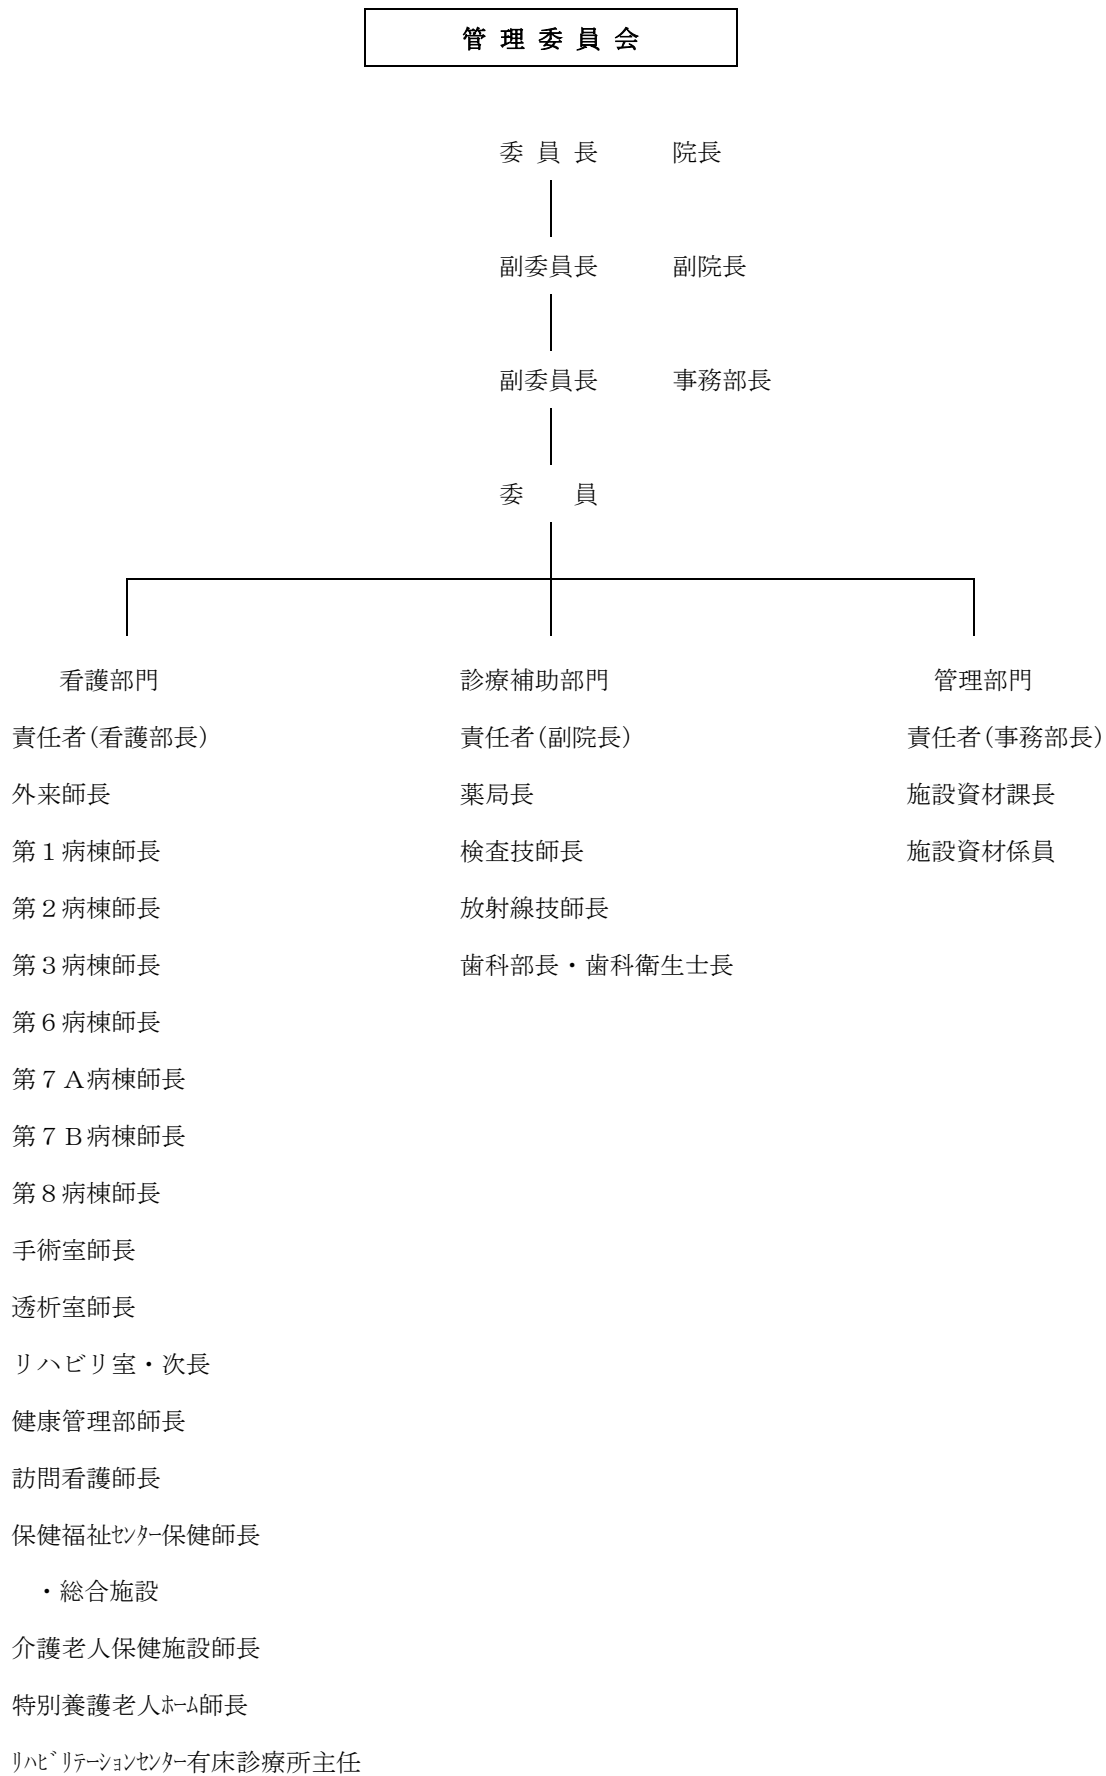 管理委員会
委員長 院長
副委員長 副院長
副委員長 事務部長
委 員
看護部門 診療補助部門 管理部門
責任者(看護部長) 責任者(副院長) 責任者(事務部長)
外来師長 薬局長 施設資材課長
第１病棟師長 検査技師長 施設資材係員
第２病棟師長 放射線技師長
第３病棟師長 歯科部長・歯科衛生士長
第６病棟師長
第７Ａ病棟師長
第７Ｂ病棟師長
第８病棟師長
手術室師長
透析室師長
リハビリ室・次長
健康管理部師長
訪問看護師長
保健福祉ｾﾝﾀｰ保健師長
・総合施設
介護老人保健施設師長
特別養護老人ﾎｰﾑ師長
ﾘﾊﾋﾞﾘﾃｰｼｮﾝｾﾝﾀｰ有床診療所主任